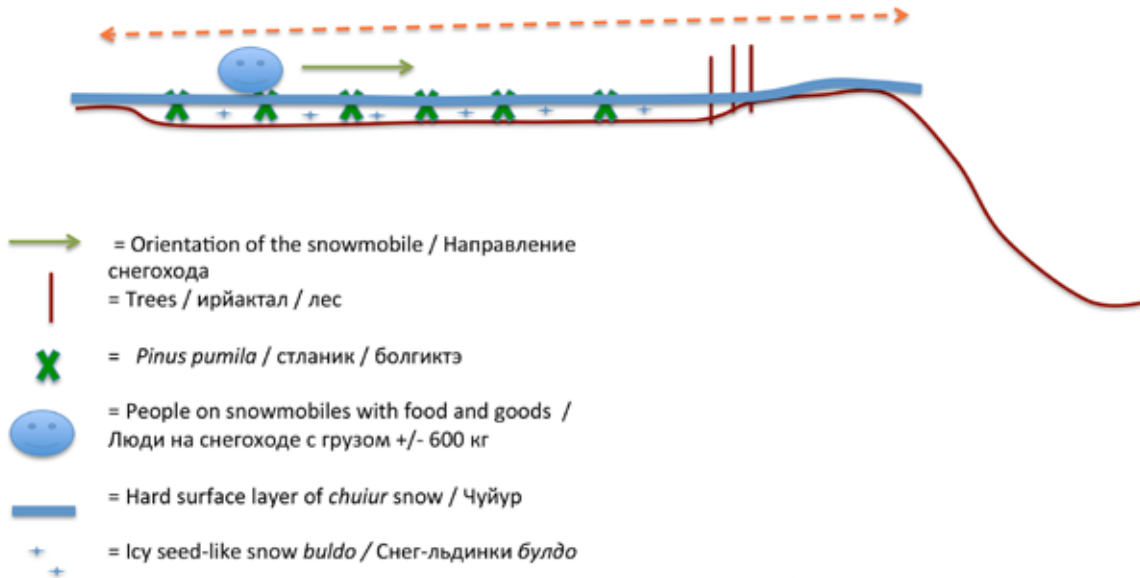 = Orientation of the snowmobile / Направление
снегохода
= Trees / ирйактал / лес
= Pinus pumila / стланик / болгиктэ
= People on snowmobiles with food and goods /
Люди на снегоходе с грузом +/- 600 кг
= Hard surface layer of chuiur snow / Чуйур
= Icy seed-like snow buldo / Снег-льдинки булдо